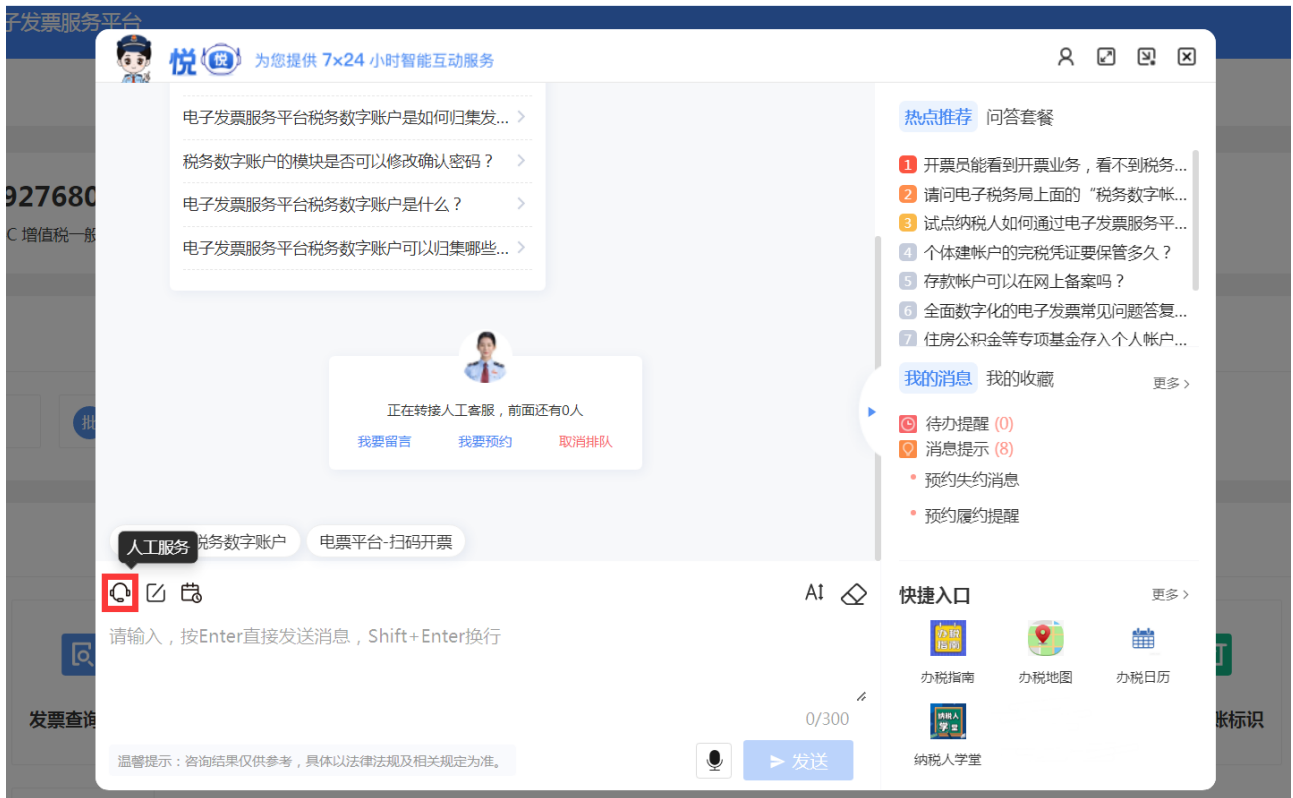 子发票服务平台
悦 悦 为您提供 7×24 小时智能互动服务
电子发票服务平台税务数字账户是如何归集发...
税务数字账户的模块是否可以修改确认密码？
电子发票服务平台税务数字账户是什么？
电子发票服务平台税务数字账户可以归集哪些...
正在转接人工客服，前面还有0人
我要留言 我要预约 取消排队
税务数字账户 电票平台-扫码开票
人工服务
请输入，按Enter直接发送消息，Shift+Enter换行
0/300
温馨提示：咨询结果仅供参考，具体以法律法规及相关规定为准。
发送
热点推荐 问答套餐
1 开票员能看到开票业务，看不到税务...
2 请问电子税务局上面的“税务数字帐...
3 试点纳税人如何通过电子发票服务平...
4 个体建帐户的完税凭证要保管多久？
5 存款帐户可以在网上备案吗？
6 全面数字化的电子发票常见问题答复...
7 住房公积金等专项基金存入个人帐户...
我的消息 我的收藏 更多
待办提醒 (0)
消息提示 (8)
预约失约消息
预约履约提醒
快捷入口 更多
办税指南
办税指南 办税地图 办税日历
纳税人学堂
纳税人学堂
927680
C 增值税一般
批
发票查询
账标识